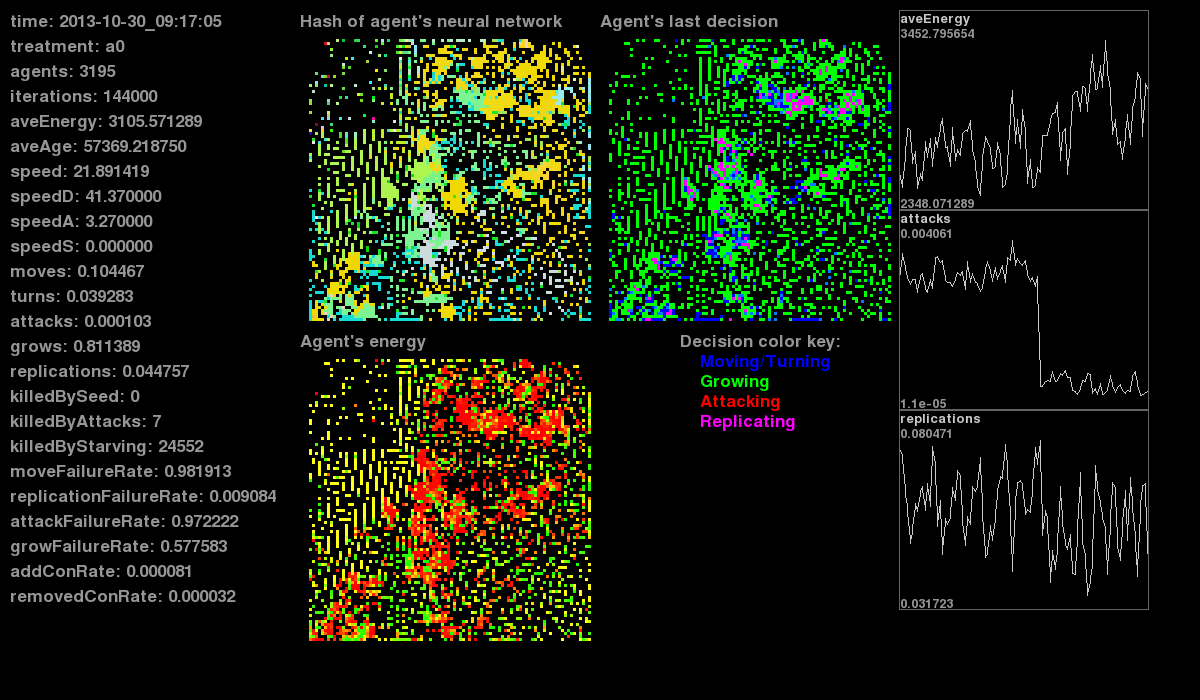 time: 2013-10-30_09:17:05
treatment: a0
agents: 3195
iterations: 144000
aveEnergy: 3105.571289
aveAge: 57369.218750
speed: 21.891419
speedD: 41.370000
speedA: 3.270000
speedS: 0.000000
moves: 0.104467
turns: 0.039283
attacks: 0.000103
grows: 0.811389
replications: 0.044757
killedBySeed: 0
killedByAttacks: 7
killedByStarving: 24552
moveFailureRate: 0.981913
replicationFailureRate: 0.009084
attackFailureRate: 0.972222
growFailureRate: 0.577583
addConRate: 0.000081
removedConRate: 0.000032
Hash of agent's neural network
Agent's last decision
Agent's energy
Decision color key:
Moving/Turning
Growing
Attacking
Replicating
aveEnergy
3452.795654
2348.071289
attacks
0.004061
1.1e-05
replications
0.080471
0.031723